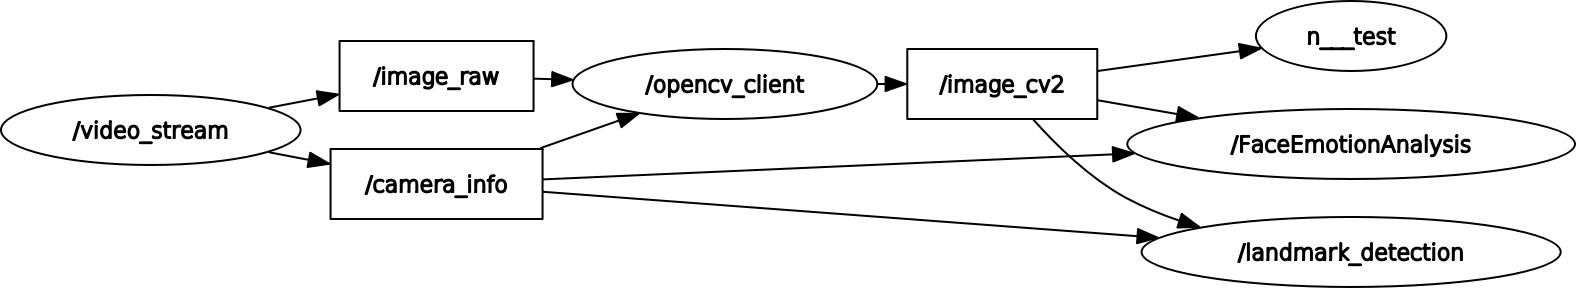 /video_stream
/image_raw
/camera_info
/opencv_client
/image_cv2
n___test
/FaceEmotionAnalysis
/landmark_detection